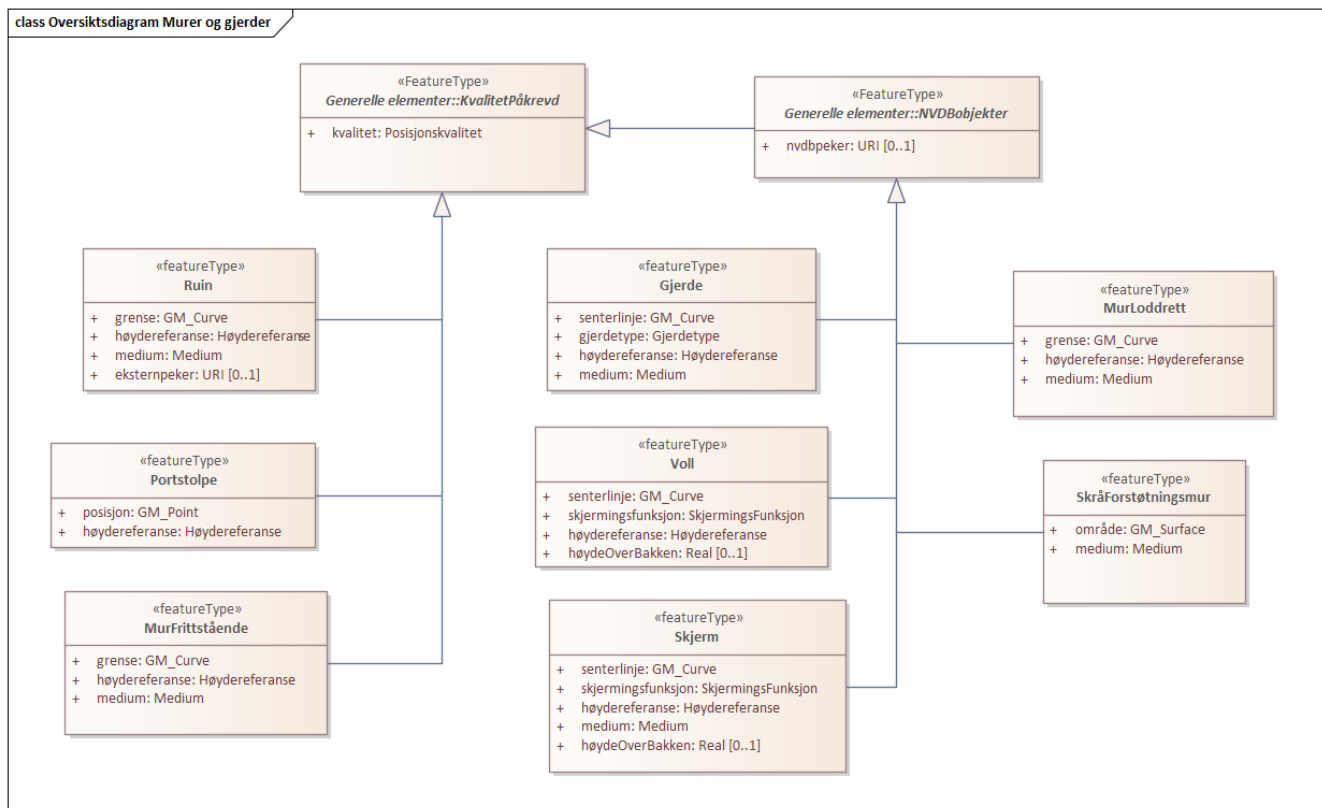 class Oversiktsdiagram Murer og gjerder
«FeatureType»
Generelle elementer::KvalitetPåkrevd
+ kvalitet: Posisjonskvalitet
«FeatureType»
Generelle elementer::NVDBobjekter
+ nvdbpeker: URI [0..1]
«featureType»
Ruin
+ grense: GM_Curve
+ høydereferanse: Høydereferanse
+ medium: Medium
+ eksternpeker: URI [0..1]
«featureType»
Gjerde
+ senterlinje: GM_Curve
+ gjerdetype: Gjerdetype
+ høydereferanse: Høydereferanse
+ medium: Medium
«featureType»
MurLoddrett
+ grense: GM_Curve
+ høydereferanse: Høydereferanse
+ medium: Medium
«featureType»
Portstolpe
+ posisjon: GM_Point
+ høydereferanse: Høydereferanse
«featureType»
Voll
+ senterlinje: GM_Curve
+ skjermingsfunksjon: SkjermingsFunksjon
+ høydereferanse: Høydereferanse
+ høydeOverBakken: Real [0..1]
«featureType»
SkråForstøtningsmur
+ område: GM_Surface
+ medium: Medium
«featureType»
MurFrittstående
+ grense: GM_Curve
+ høydereferanse: Høydereferanse
+ medium: Medium
«featureType»
Skjerm
+ senterlinje: GM_Curve
+ skjermingsfunksjon: SkjermingsFunksjon
+ høydereferanse: Høydereferanse
+ medium: Medium
+ høydeOverBakken: Real [0..1]